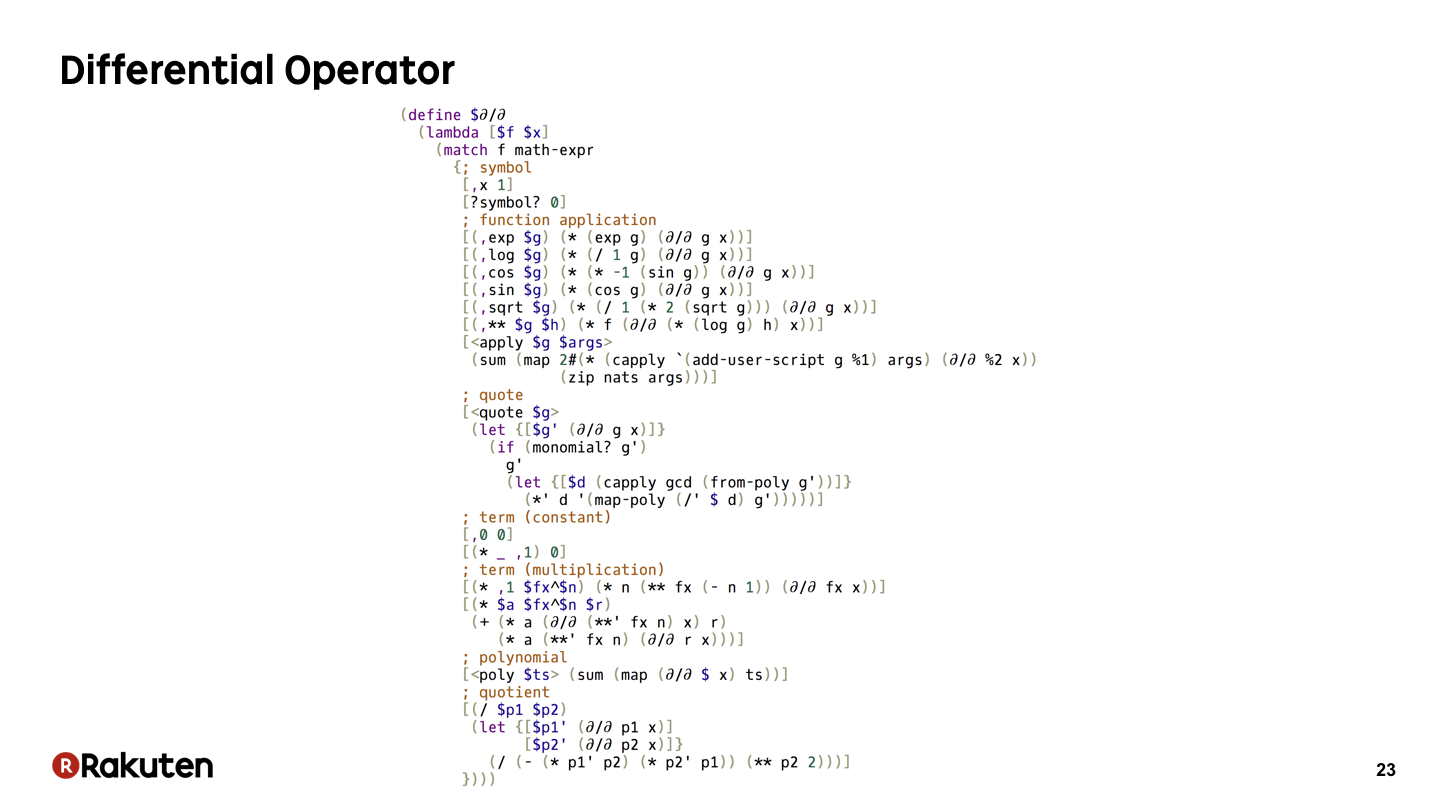 Differential Operator
(define $∂/∂
  (lambda [$f $x]
    (match f math-expr
      {; symbol
       [,x 1]
       [?symbol? 0]
       ; function application
       [(,exp $g) (* (exp g) (∂/∂ g x))]
       [(,log $g) (* (/ 1 g) (∂/∂ g x))]
       [(,cos $g) (* (* -1 (sin g)) (∂/∂ g x))]
       [(,sin $g) (* (cos g) (∂/∂ g x))]
       [(,sqrt $g) (* (/ 1 (* 2 (sqrt g))) (∂/∂ g x))]
       [(,** $g $h) (* f (∂/∂ (* (log g) h) x))]
       [<apply $g $args>
        (sum (map 2#(* (capply `(add-user-script g %1) args) (∂/∂ %2 x))
                  (zip nats args)))]
       ; quote
       [<quote $g>
        (let {[$g' (∂/∂ g x)]}
          (if (monomial? g')
            g'
            (let {[$d (capply gcd (from-poly g'))]}
              (*' d '(map-poly (/' $ d) g')))))]
       ; term (constant)
       [,0 0]
       [(* _ ,1) 0]
       ; term (multiplication)
       [(* ,1 $fx^$n) (* n (** fx (- n 1)) (∂/∂ fx x))]
       [(* $a $fx^$n $r)
        (+ (* a (∂/∂ (**' fx n) x) r)
           (* a (**' fx n) (∂/∂ r x)))]
       ; polynomial
       [<poly $ts> (sum (map (∂/∂ $ x) ts))]
       ; quotient
       [(/ $p1 $p2)
        (let {[$p1' (∂/∂ p1 x)]
              [$p2' (∂/∂ p2 x)]}
          (/ (- (* p1' p2) (* p2' p1)) (** p2 2)))]
       })))
R Rakuten
23